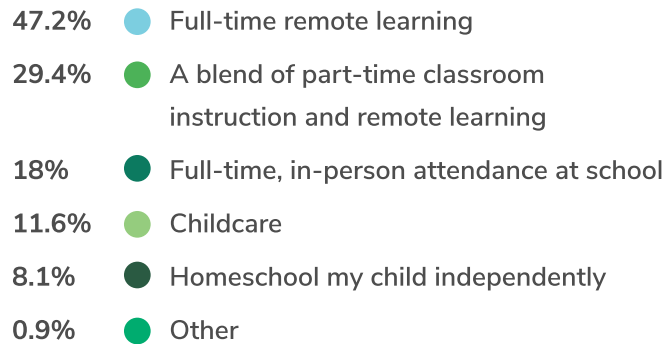 47.2% Full-time remote learning
29.4% A blend of part-time classroom
instruction and remote learning
18% Full-time, in-person attendance at school
11.6% Childcare
8.1% Homeschool my child independently
0.9% Other